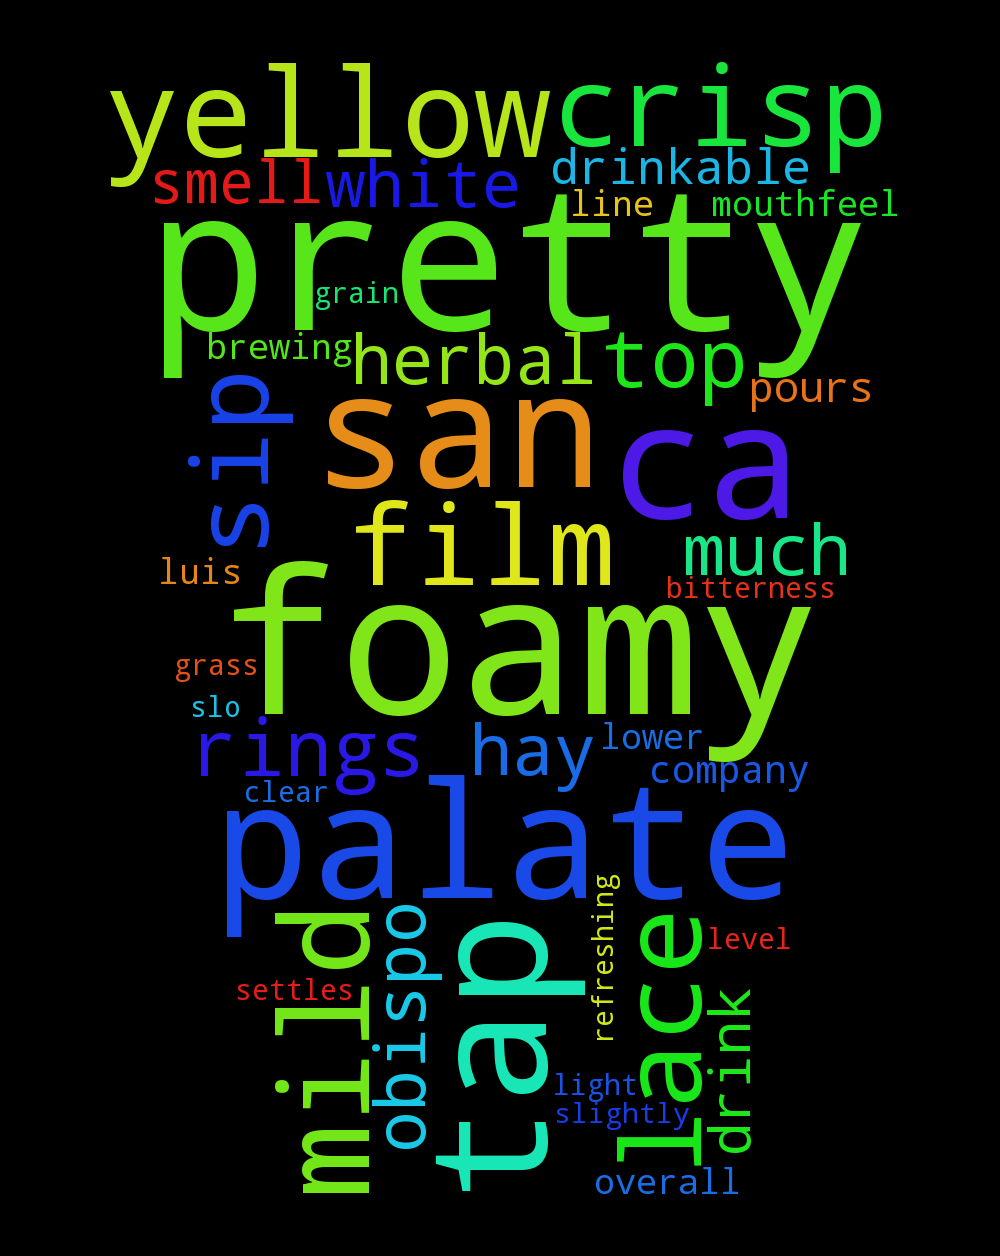 yellow crisp
smell white drinkable
line mouthfeel
pretty
grain
brewing herbal top pours
sip san ca
film much
luis bitterness
foamy
grass
slo
rings hay lower
company
clear
palate
mild obispo tap refreshing lace level
settles drink
light
slightly
overall